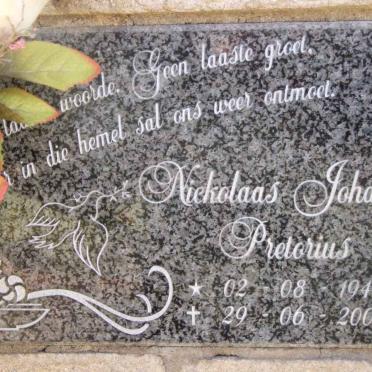 woorde. Geen laaste groet.
in die hemel sal ons weer ontmoet.
Nickolaas Joha
Pretorius
★ 02 - 08 - 194
✝ 29 - 06 - 200